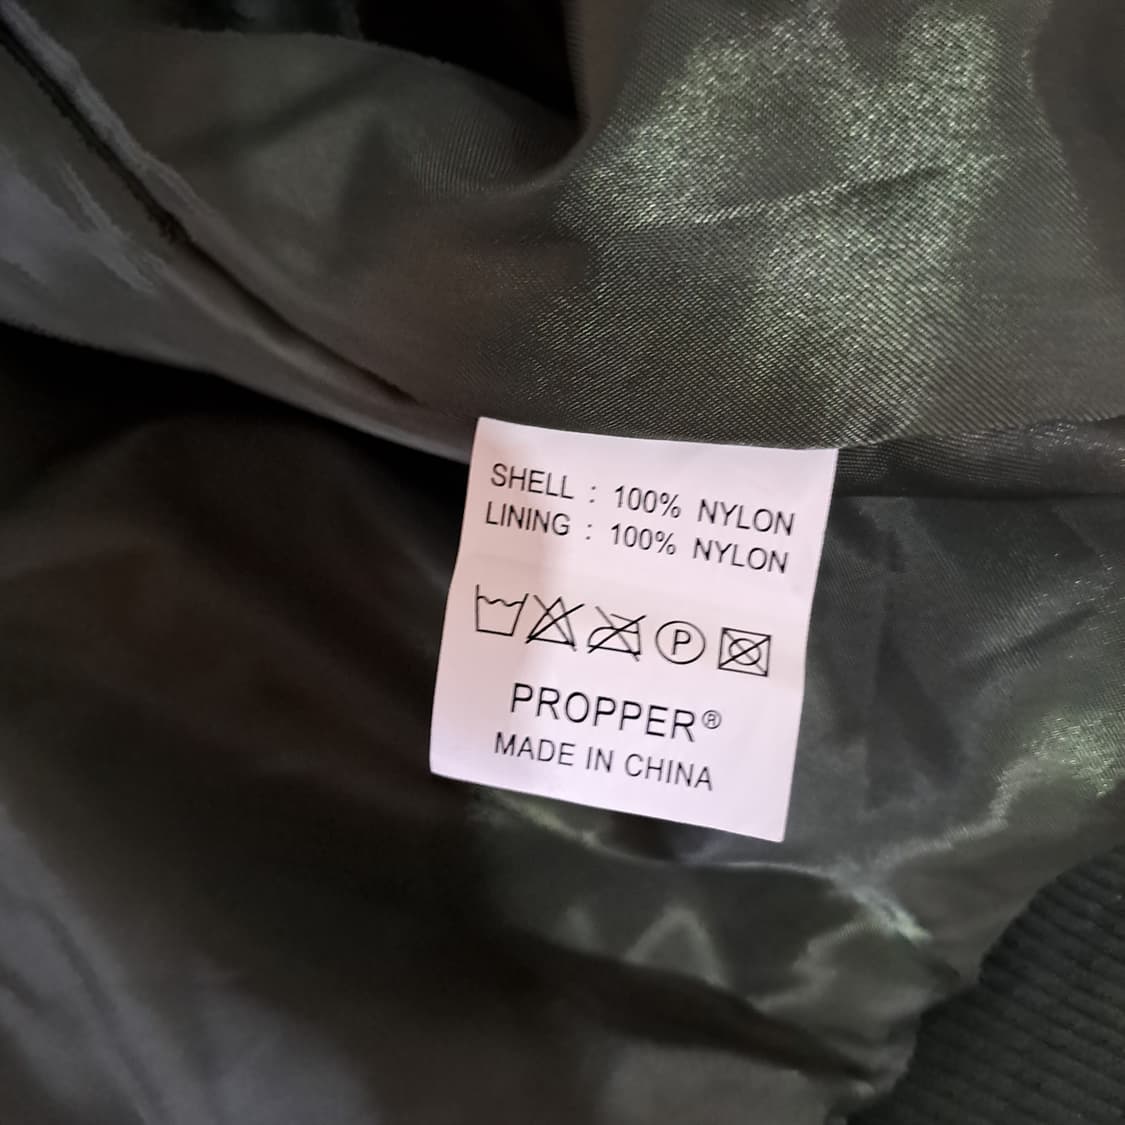 SHELL : 100% NYLON
LINING : 100% NYLON
P
PROPPER®
MADE IN CHINA